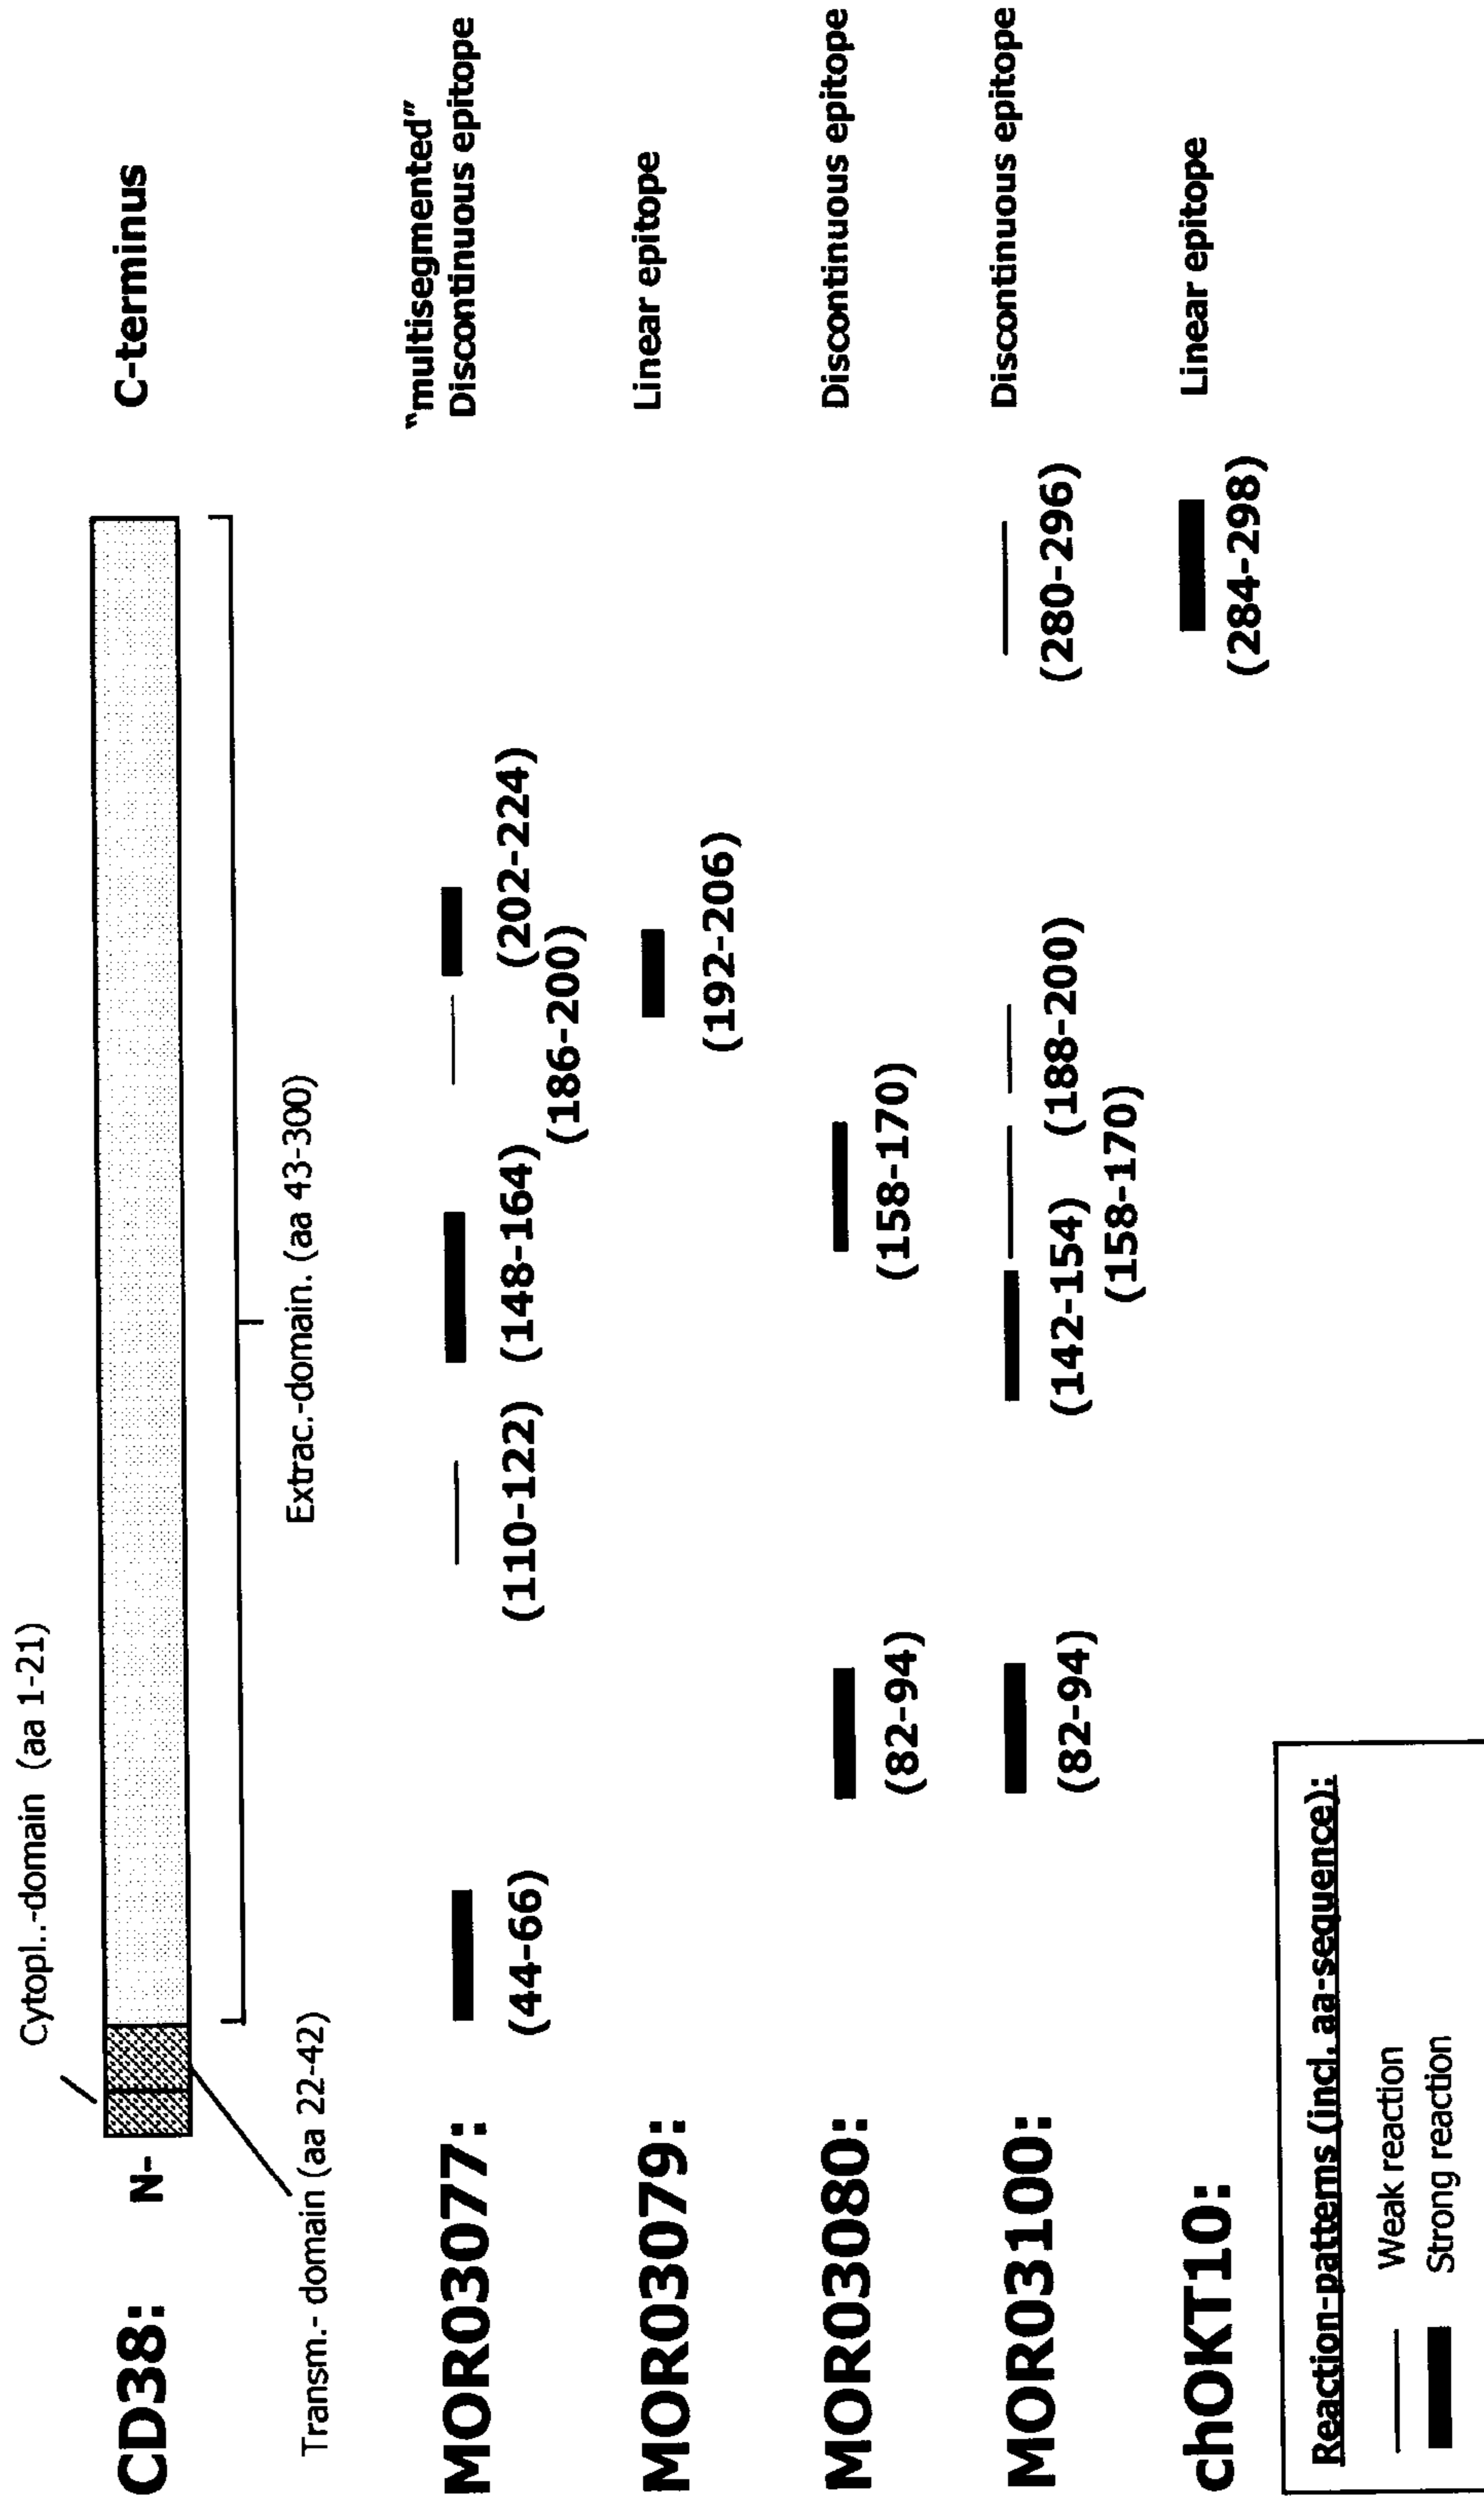 Cytopl..-domain (aa 1-21)
CD38: N- C-terminus
Transm.- domain (aa 22-42)
Extrac.-domain. (aa 43-300)
"multisegmented"
MOR03077: Discontinuous epitope
(44-66) (110-122) (148-164) (202-224)
(186-200)
MOR03079: Linear epitope
(192-206)
MOR03080: Discontinuous epitope
(82-94) (158-170)
MOR03100: Discontinuous epitope
(82-94) (142-154) (188-200) (280-296)
(158-170)
chOKT10: Linear epitope
(284-298)
Reaction-patterns (incl. aa-sequence):
Weak reaction
Strong reaction